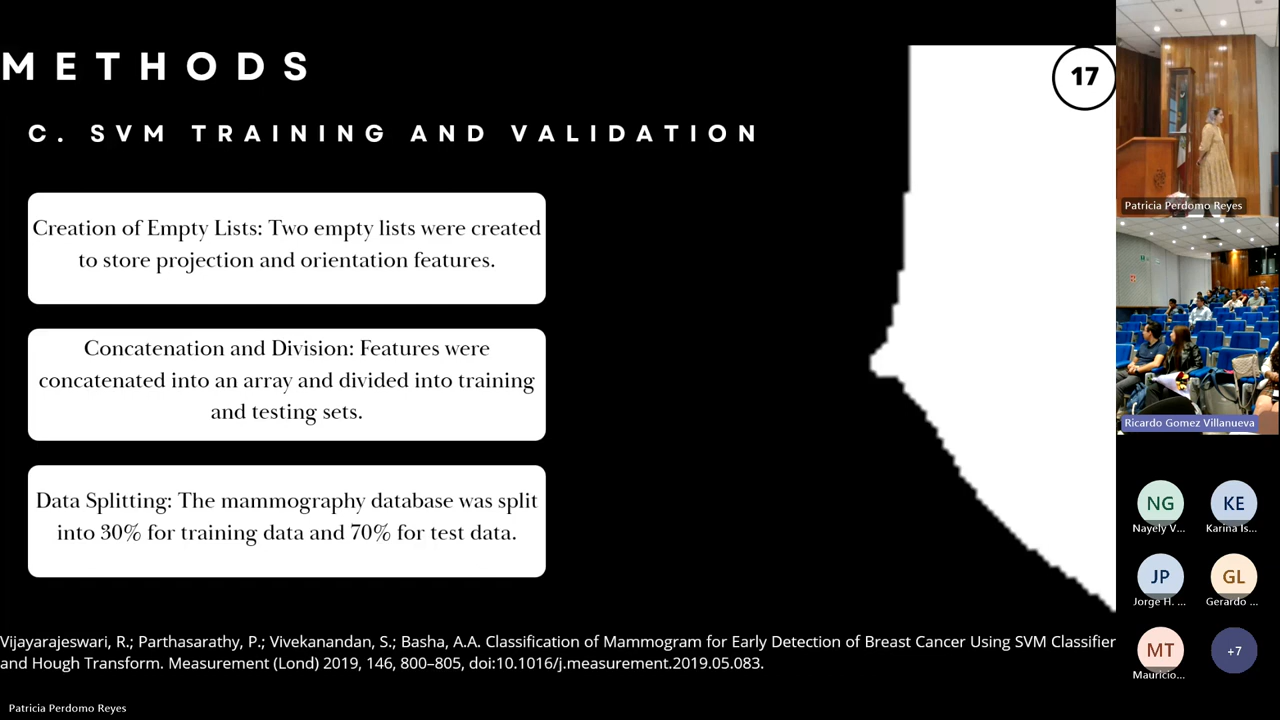 METHODS
17
C. SVM TRAINING AND VALIDATION
Creation of Empty Lists: Two empty lists were created
to store projection and orientation features.
Concatenation and Division: Features were
concatenated into an array and divided into training
and testing sets.
Data Splitting: The mammography database was split
into 30% for training data and 70% for test data.
Vijayarajeswari, R.; Parthasarathy, P.; Vivekanandan, S.; Basha, A.A. Classification of Mammogram for Early Detection of Breast Cancer Using SVM Classifier
and Hough Transform. Measurement (Lond) 2019, 146, 800–805, doi:10.1016/j.measurement.2019.05.083.
Patricia Perdomo Reyes
Patricia Perdomo Reyes
Ricardo Gomez Villanueva
NG
KE
Nayely V...
Karina Is...
JP
GL
Jorge H. ...
Gerardo ...
MT
+7
Mauricio...